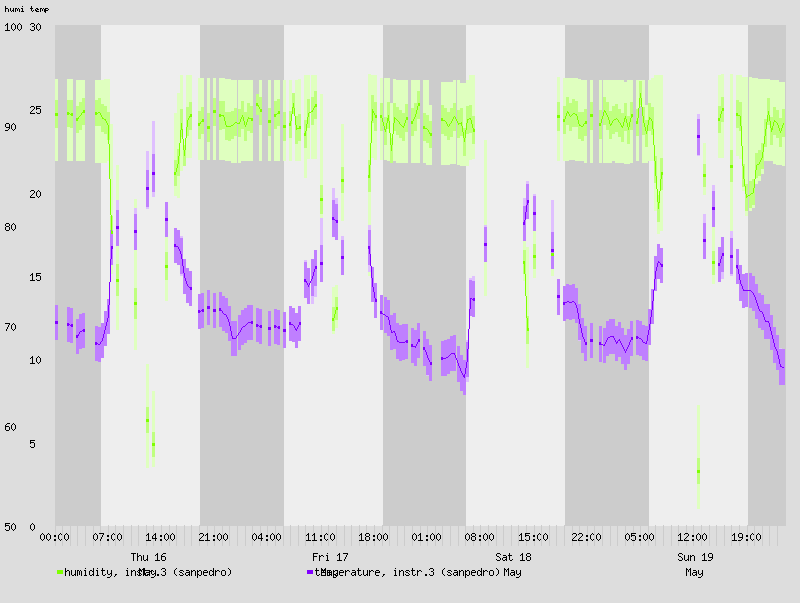 humi temp
100 30
25
90
20
80
15
70
10
60
5
50 0
00:00 07:00 14:00 21:00 04:00 11:00 18:00 01:00 08:00 15:00 22:00 05:00 12:00 19:00
Thu 16 Fri 17 Sat 18 Sun 19
May May May May
humidity, instr.3 (sanpedro) temperature, instr.3 (sanpedro)